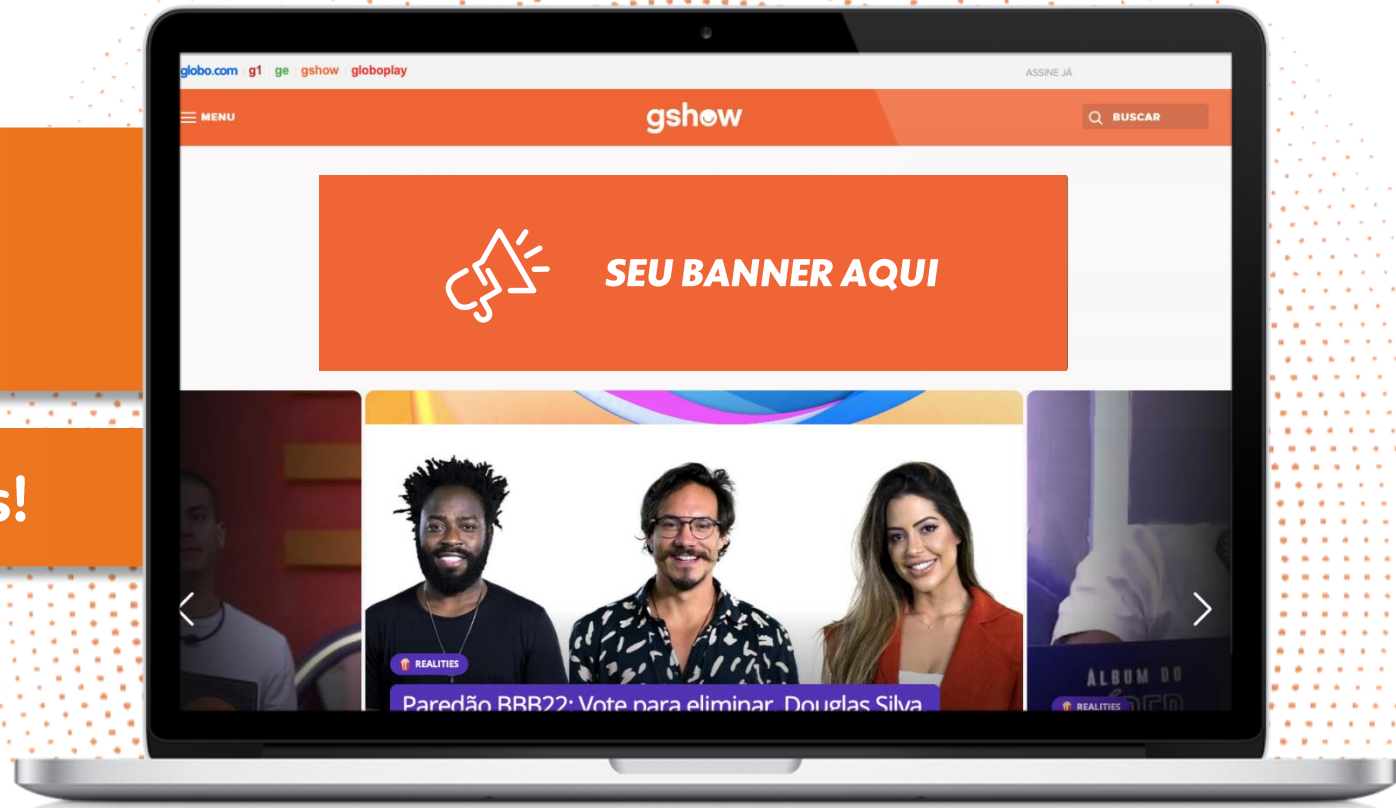 globo.com g1 ge gshow globoplay
ASSINE JÁ
MENU
gshow
BUSCAR
SEU BANNER AQUI
s!
REALITIES
Paredão BBB22: Vote para eliminar, Douglas Silva,
ÁLBUM DO
REALITIES